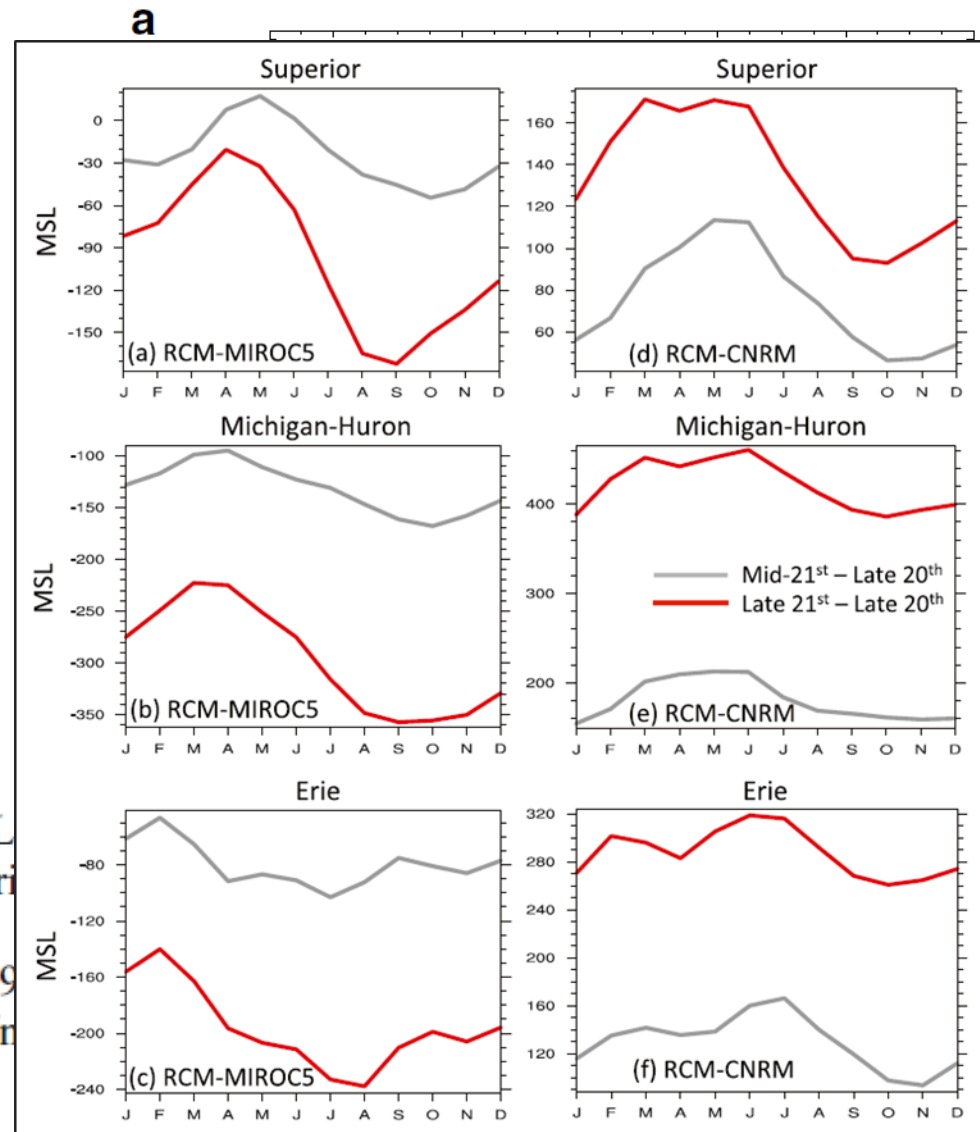 a
Superior
MSL
0
-30
-60
-90
-120
-150
(a) RCM-MIROC5
J F M A M J J A S O N D
Superior
160
140
120
100
80
60
(d) RCM-CNRM
J F M A M J J A S O N D
Michigan-Huron
MSL
-100
-150
-200
-250
-300
-350
(b) RCM-MIROC5
J F M A M J J A S O N D
Michigan-Huron
400
300
200
Mid-21st – Late 20th
Late 21st – Late 20th
(e) RCM-CNRM
J F M A M J J A S O N D
Erie
MSL
-80
-120
-160
-200
-240
(c) RCM-MIROC5
J F M A M J J A S O N D
Erie
320
280
240
200
160
120
(f) RCM-CNRM
J F M A M J J A S O N D